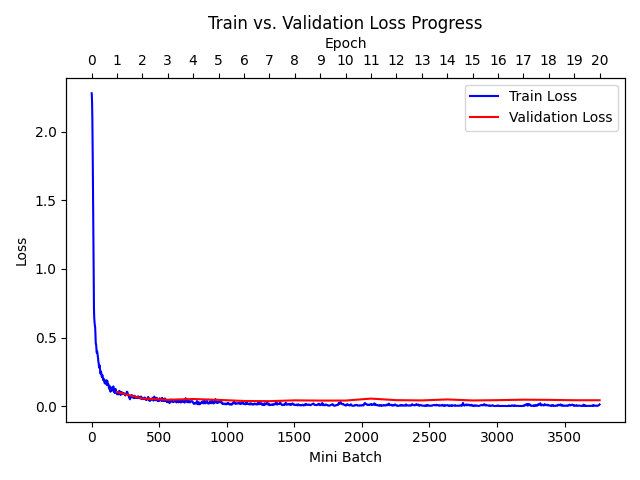 Train vs. Validation Loss Progress
Epoch
0 1 2 3 4 5 6 7 8 9 10 11 12 13 14 15 16 17 18 19 20
Train Loss
Validation Loss
2.0
1.5
1.0
0.5
0.0
Loss
0 500 1000 1500 2000 2500 3000 3500
Mini Batch